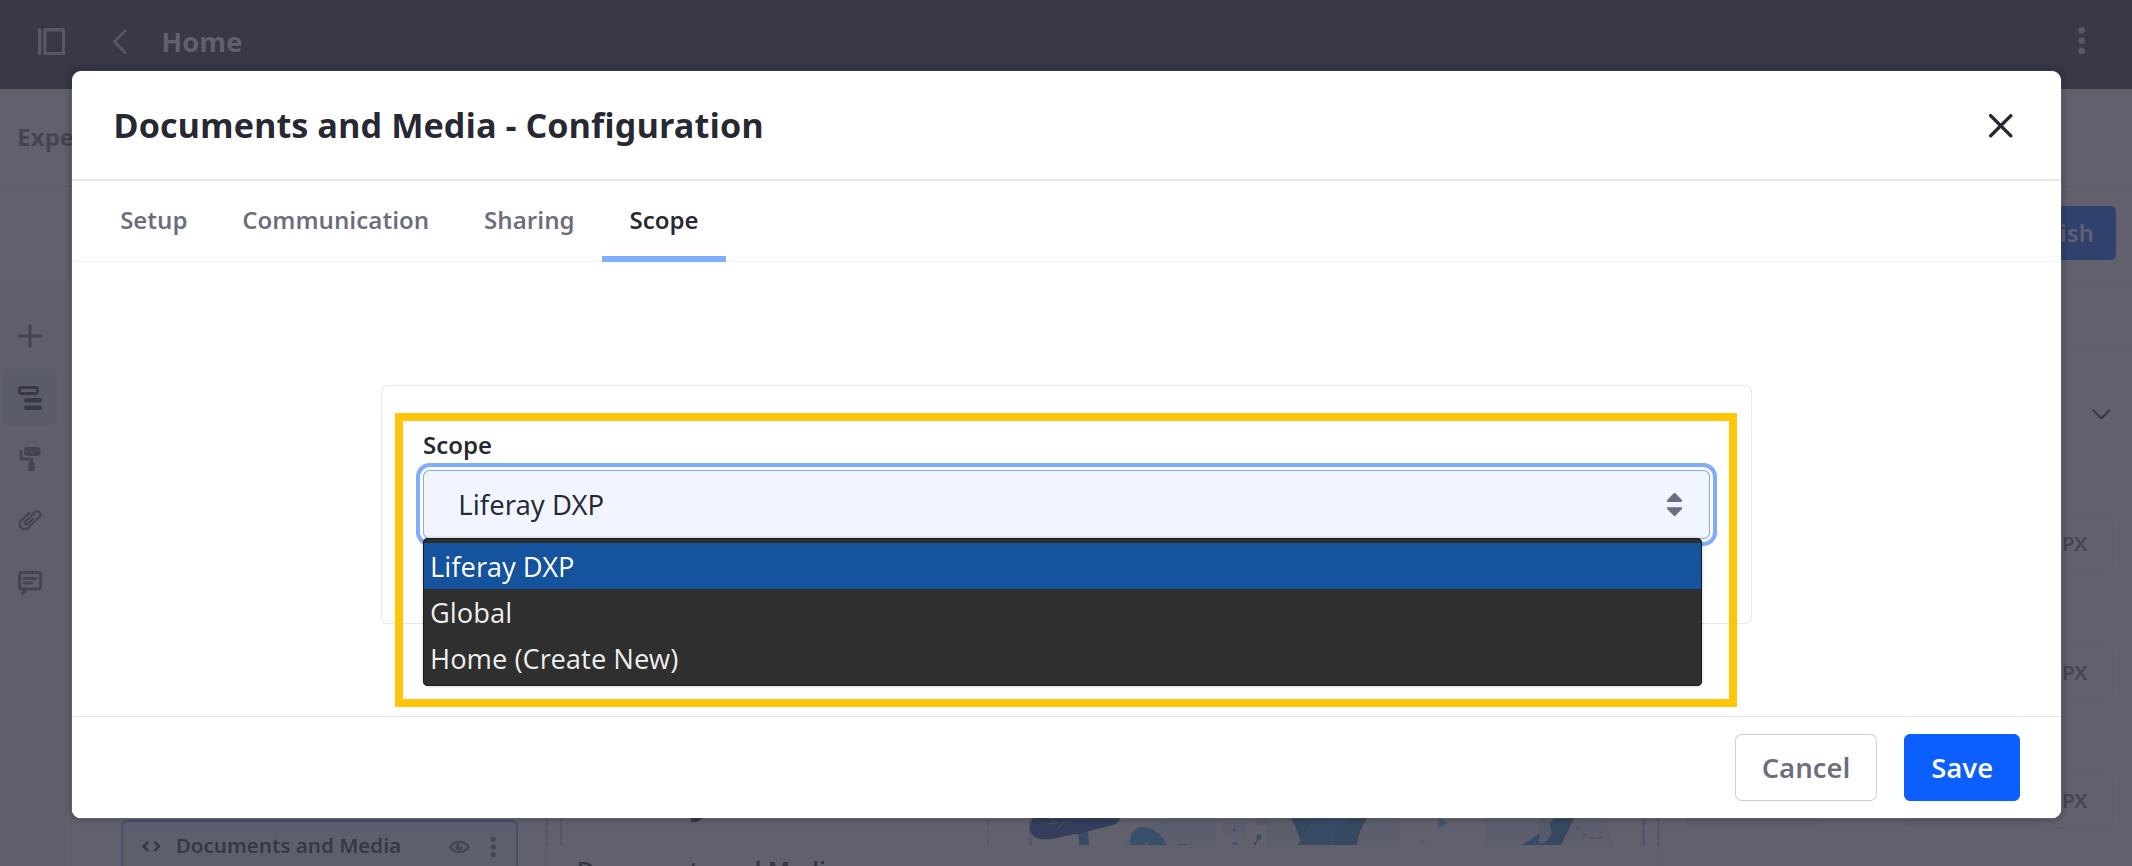 Home
Documents and Media - Configuration
Expe
Setup Communication Sharing Scope
ish
Scope
Liferay DXP
Liferay DXP
PX
Global
Home (Create New)
PX
Cancel Save
PX
Documents and Media